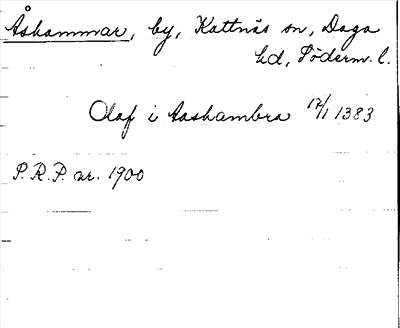 Åshammar, by, Kattnäs sn, Daga
hd, Söderm. l.
Olaf i Aashambra 17/1 1383
P.R.P. nr. 1900